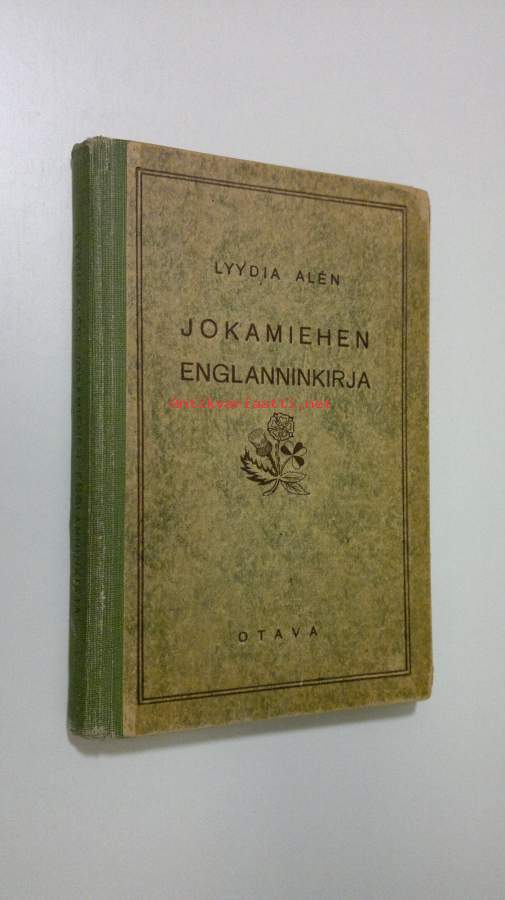 LYYDIA ALÉN
JOKAMIEHEN
ENGLANNINKIRJA
antikvariaatti.net
OTAVA